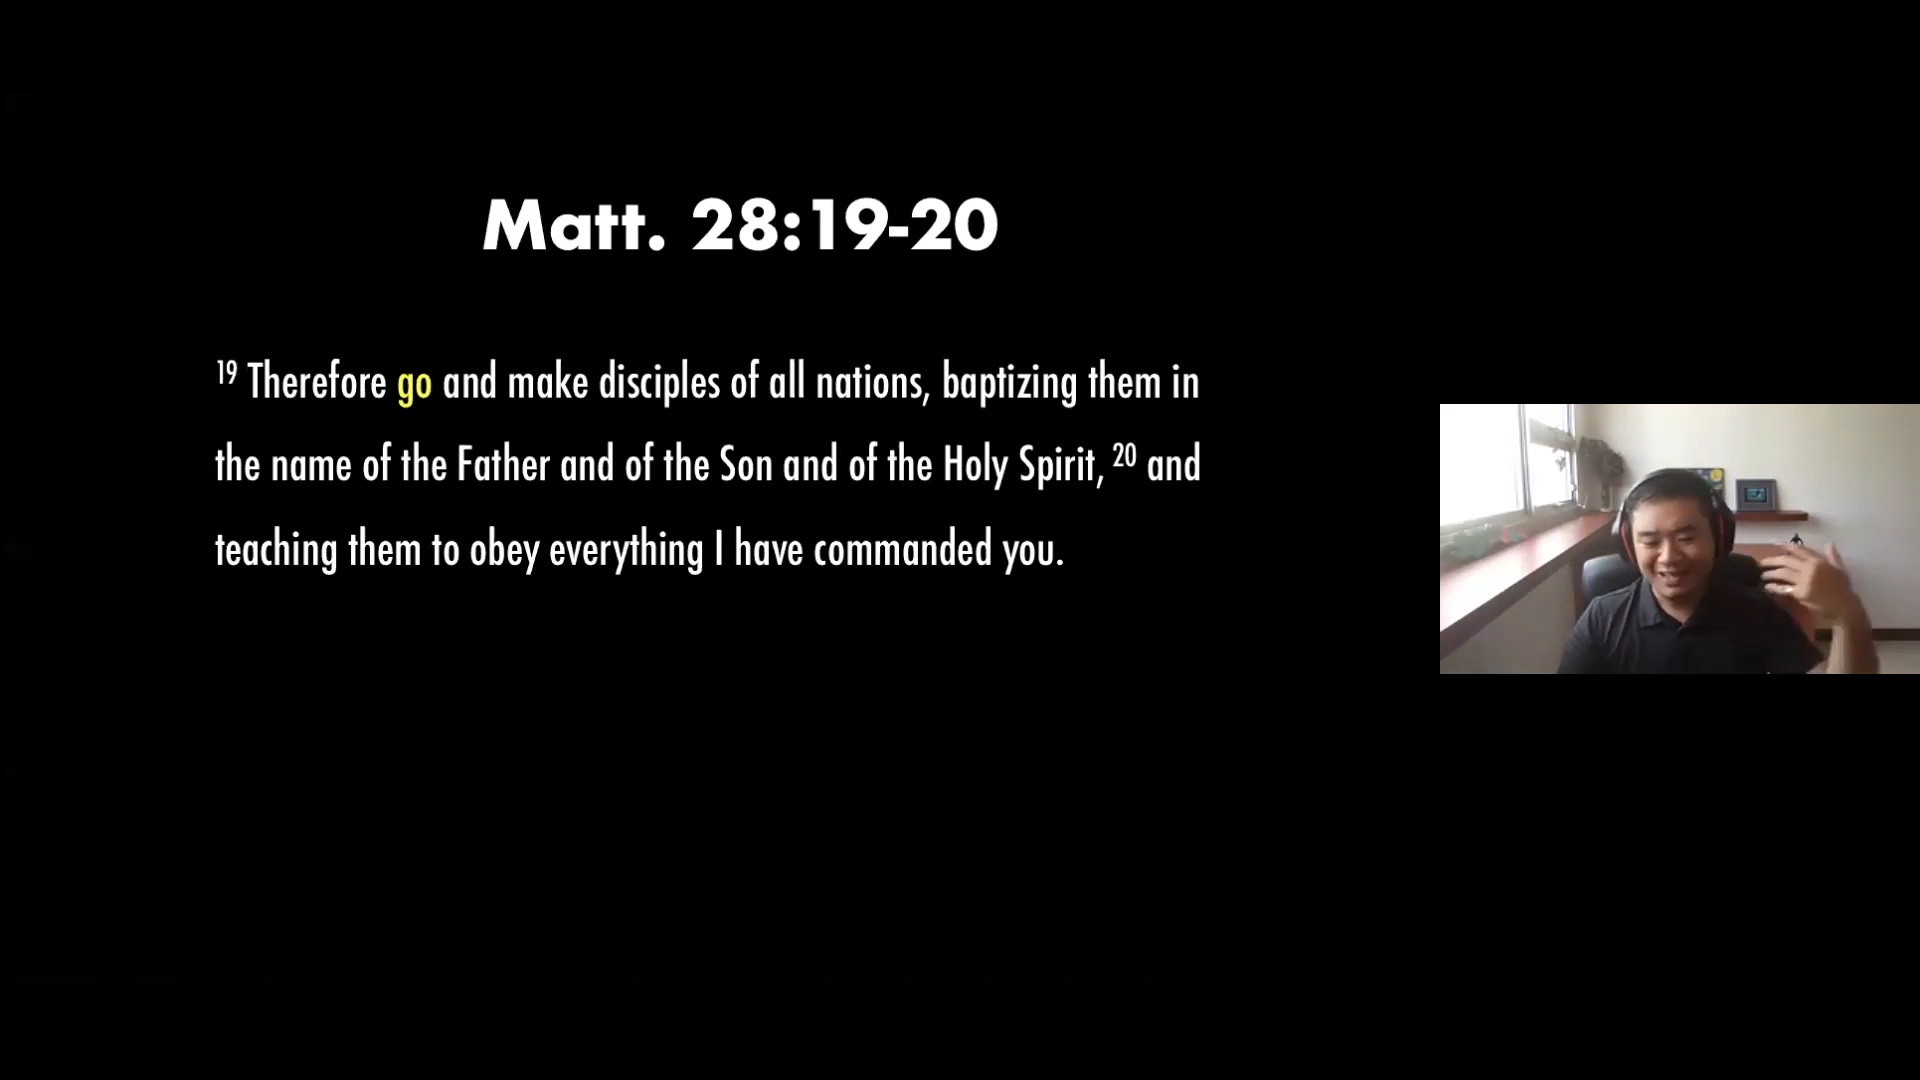 Matt. 28:19-20
19 Therefore go and make disciples of all nations, baptizing them in
the name of the Father and of the Son and of the Holy Spirit, 20 and
teaching them to obey everything I have commanded you.